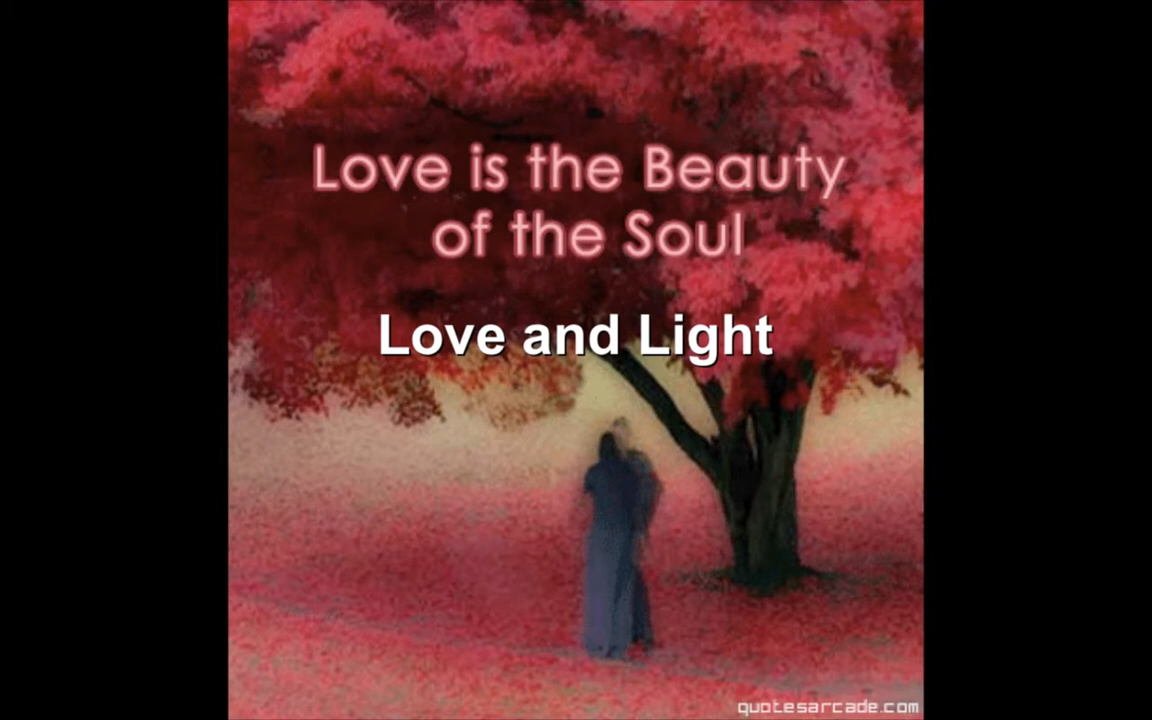 Love is the Beauty
of the Soul
Love and Light
quotesarcade.com